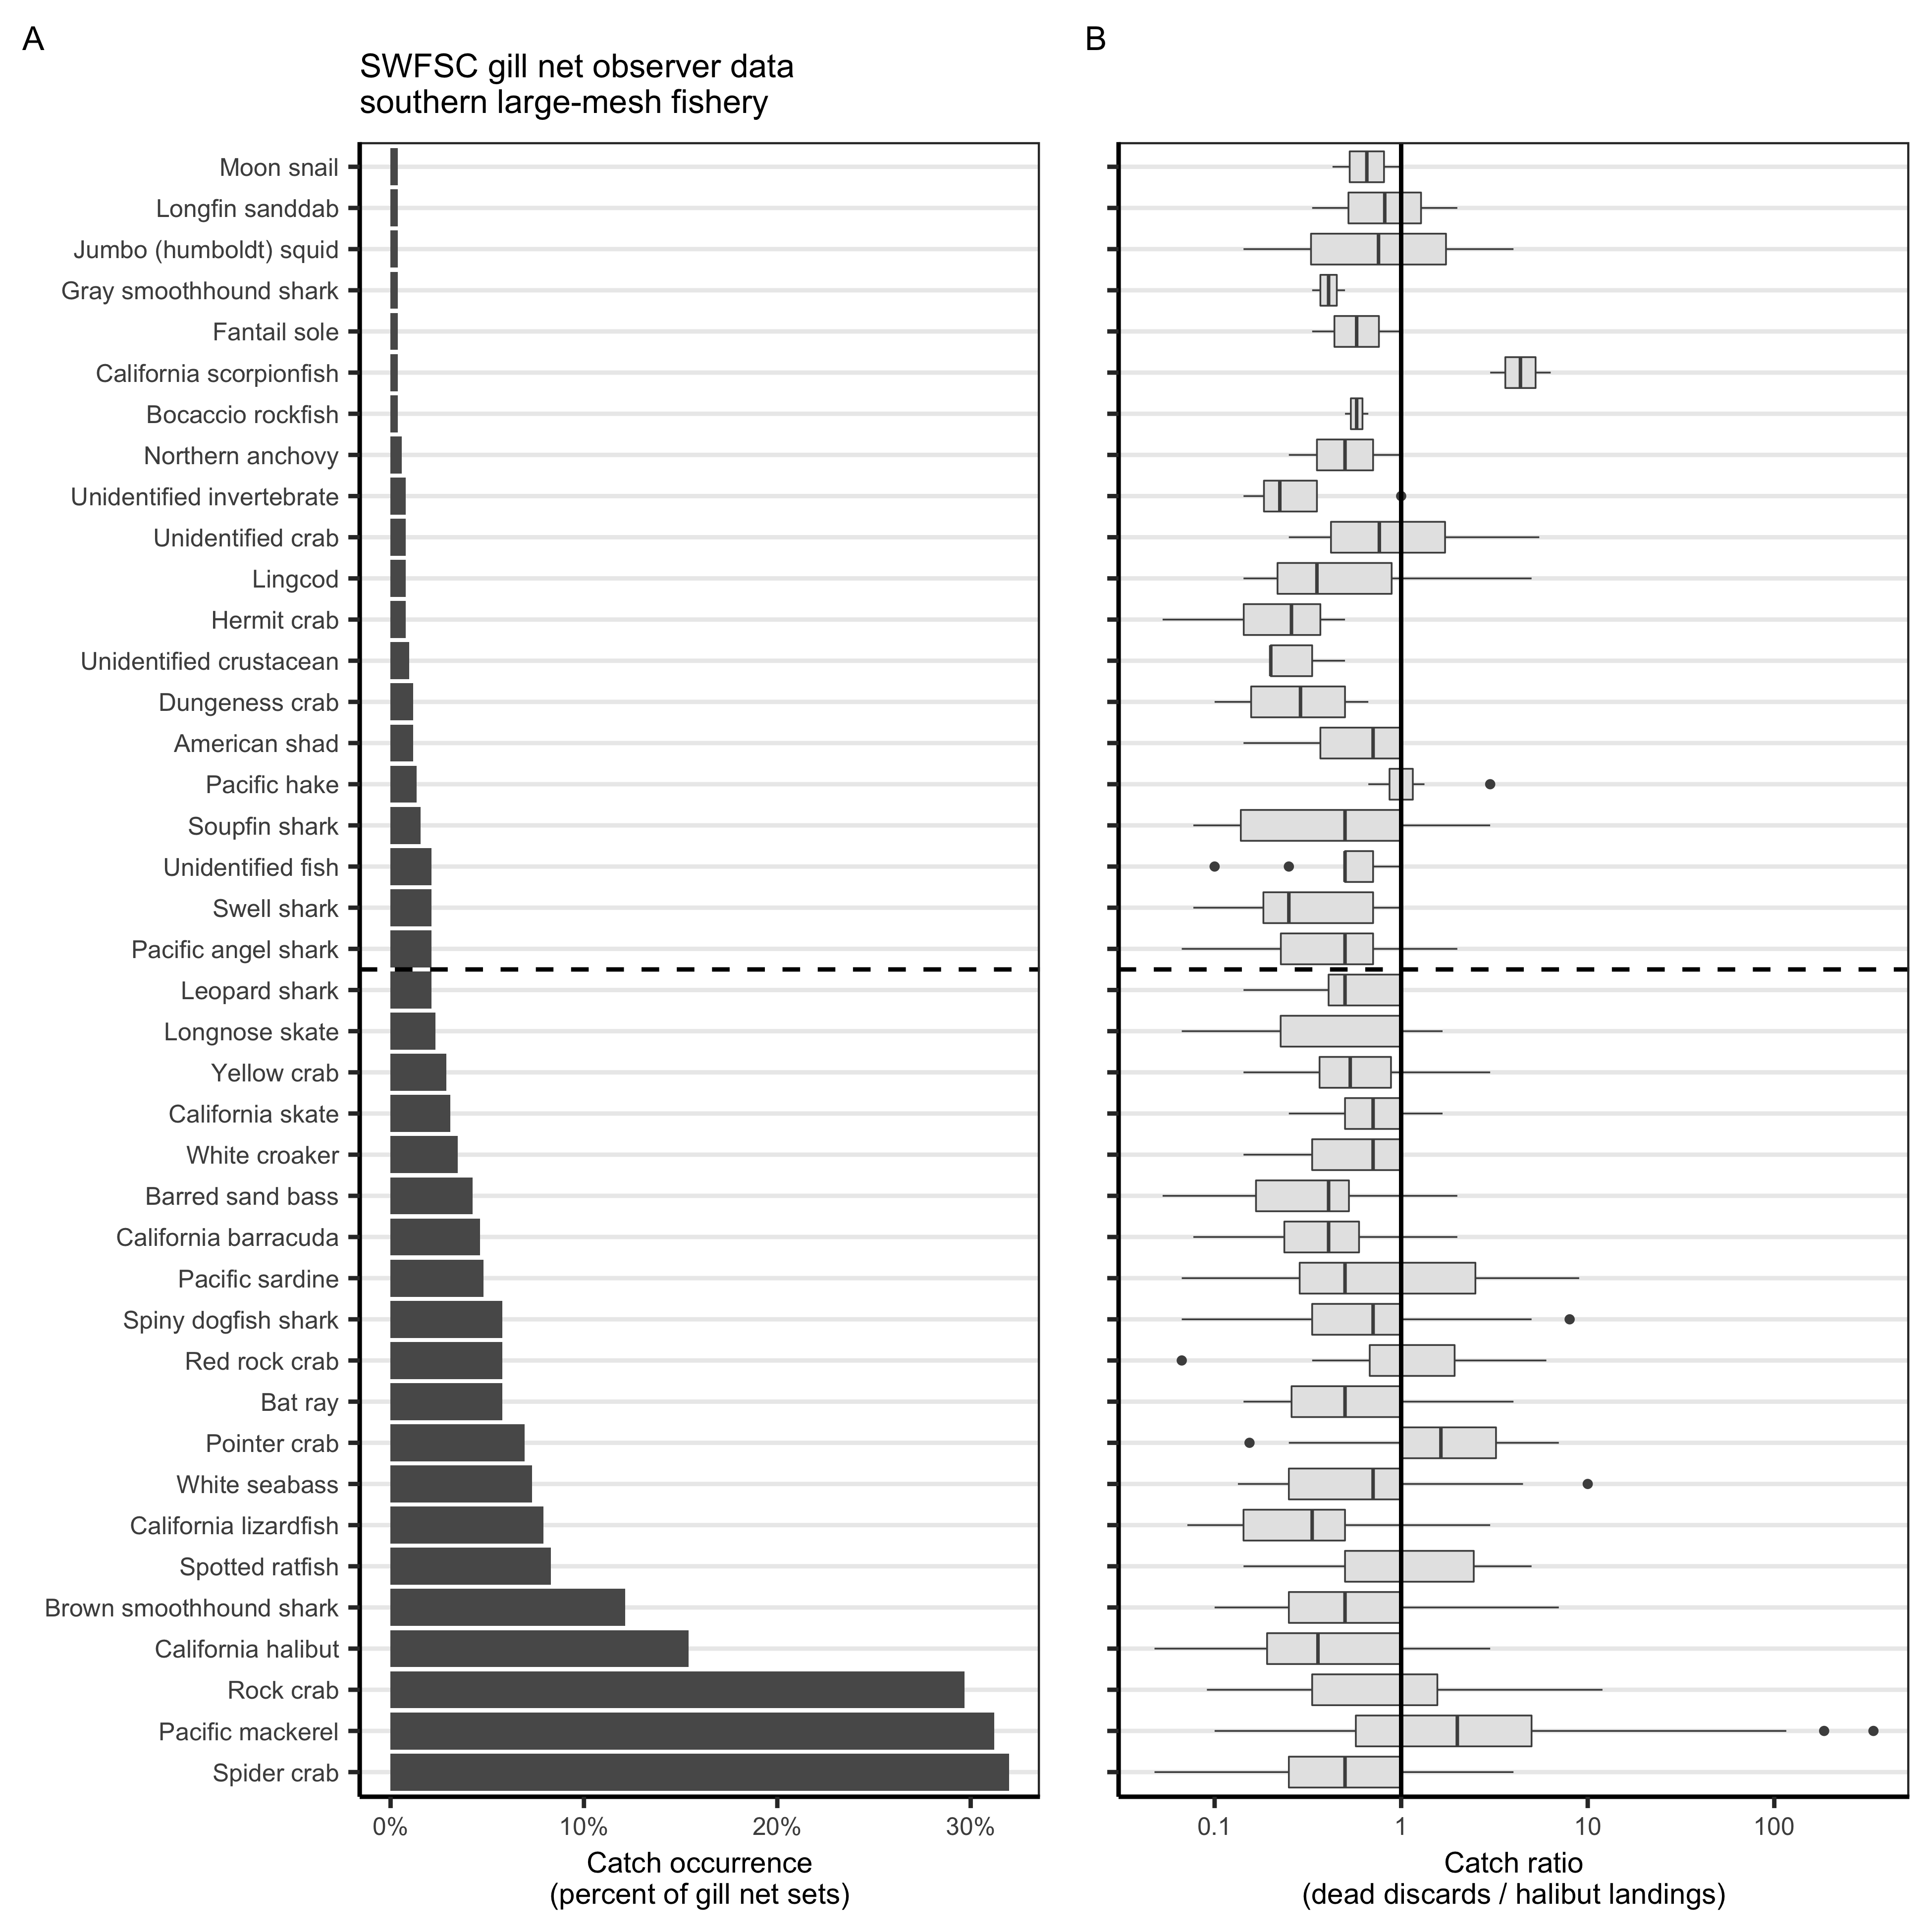 A
B
SWFSC gill net observer data
southern large-mesh fishery
Moon snail
Longfin sanddab
Jumbo (humboldt) squid
Gray smoothhound shark
Fantail sole
California scorpionfish
Bocaccio rockfish
Northern anchovy
Unidentified invertebrate
Unidentified crab
Lingcod
Hermit crab
Unidentified crustacean
Dungeness crab
American shad
Pacific hake
Soupfin shark
Unidentified fish
Swell shark
Pacific angel shark
Leopard shark
Longnose skate
Yellow crab
California skate
White croaker
Barred sand bass
California barracuda
Pacific sardine
Spiny dogfish shark
Red rock crab
Bat ray
Pointer crab
White seabass
California lizardfish
Spotted ratfish
Brown smoothhound shark
California halibut
Rock crab
Pacific mackerel
Spider crab
0% 10% 20% 30%
Catch occurrence
(percent of gill net sets)
0.1 1 10 100
Catch ratio
(dead discards / halibut landings)